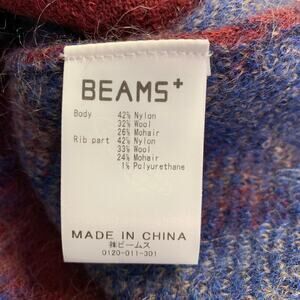 BEAMS+
Body 42% Nylon
32% Wool
26% Mohair
Rib part 42% Nylon
33% Wool
24% Mohair
1% Polyurethane
MADE IN CHINA
㈱ビームス
0120-011-301